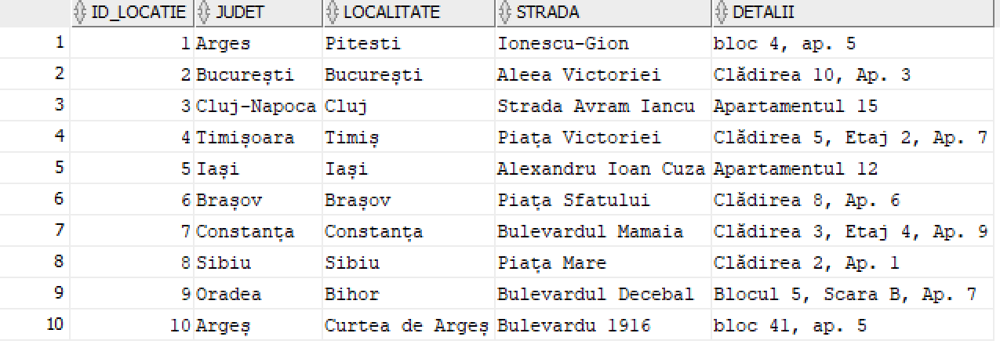 ID_LOCATIE JUDET LOCALITATE STRADA DETALII
1 1 Arges Pitesti Ionescu-Gion bloc 4, ap. 5
2 2 București București Aleea Victoriei Clădirea 10, Ap. 3
3 3 Cluj-Napoca Cluj Strada Avram Iancu Apartamentul 15
4 4 Timișoara Timiș Piața Victoriei Clădirea 5, Etaj 2, Ap. 7
5 5 Iași Iași Alexandru Ioan Cuza Apartamentul 12
6 6 Brașov Brașov Piața Sfatului Clădirea 8, Ap. 6
7 7 Constanța Constanța Bulevardul Mamaia Clădirea 3, Etaj 4, Ap. 9
8 8 Sibiu Sibiu Piața Mare Clădirea 2, Ap. 1
9 9 Oradea Bihor Bulevardul Decebal Blocul 5, Scara B, Ap. 7
10 10 Argeș Curtea de Argeș Bulevardu 1916 bloc 41, ap. 5